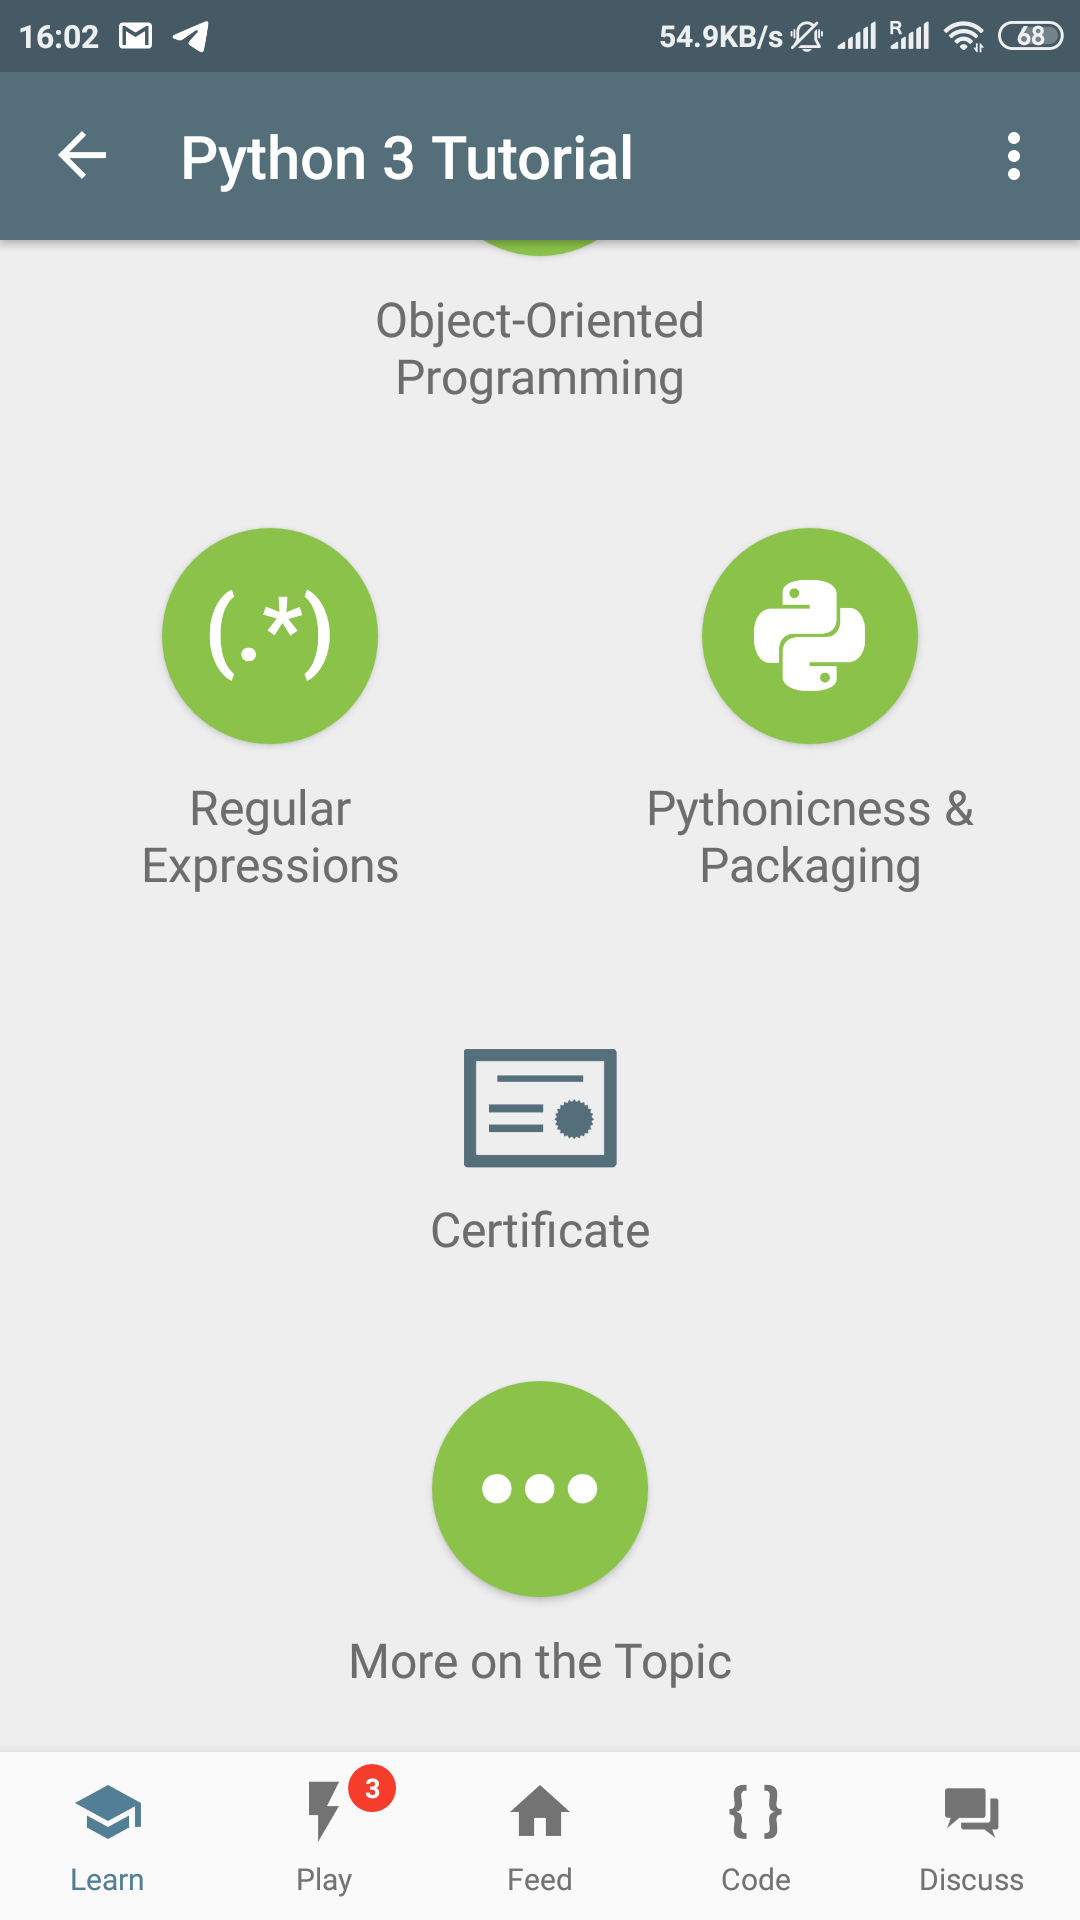 16:02 54.9KB/s R 68
Python 3 Tutorial
Object-Oriented
Programming
(.*)
Regular
Expressions
Pythonicness &
Packaging
Certificate
More on the Topic
3
{ }
Learn
Play
Feed
Code
Discuss